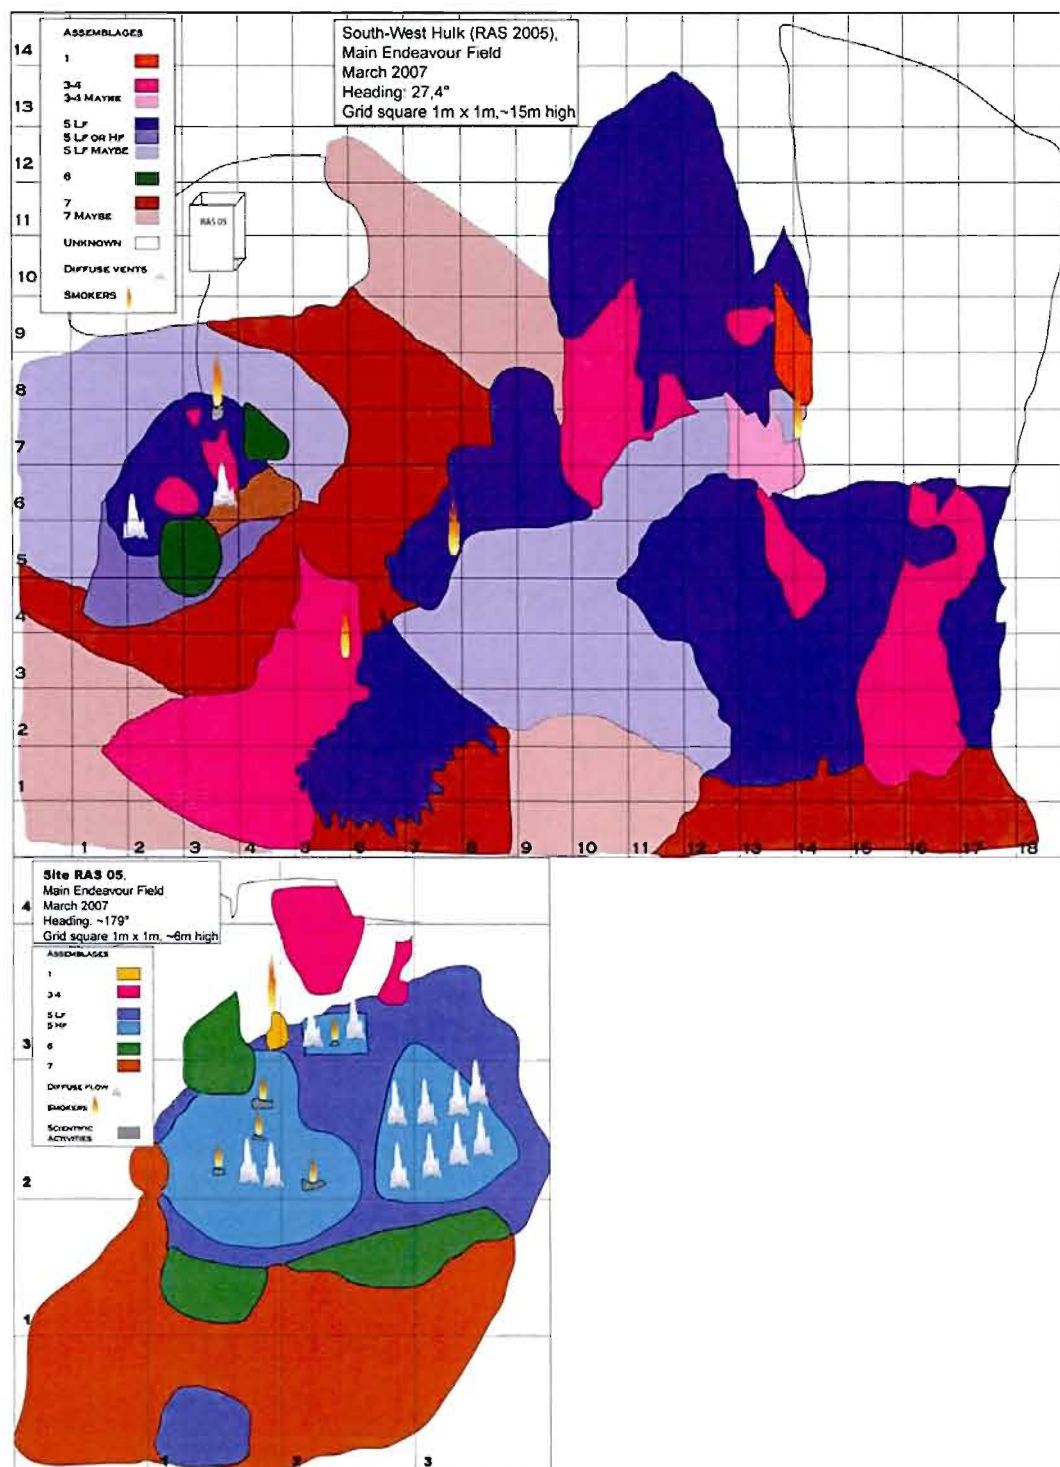 ASSEMBLAGES
1
3-4
3-4 MAYBE
5 LF
5 LF OR HF
5 LF MAYBE
6
7
7 MAYBE
UNKNOWN
DIFFUSE VENTS
SMOKERS
South-West Hulk (RAS 2005),
Main Endeavour Field
March 2007
Heading: 27,4°
Grid square 1m x 1m,~15m high
RAS 05
14
13
12
11
10
9
8
7
6
5
4
3
2
1
1 2 3 4 5 6 7 8 9 10 11 12 13 14 15 16 17 18
Site RAS 05,
Main Endeavour Field
March 2007
Heading: ~179°
Grid square 1m x 1m, ~6m high
ASSEMBLAGES
1
3-4
5 LF
5 HF
6
7
DIFFUSE FLOW
SMOKERS
SCIENTIFIC
ACTIVITIES
4
3
2
1
1 2 3